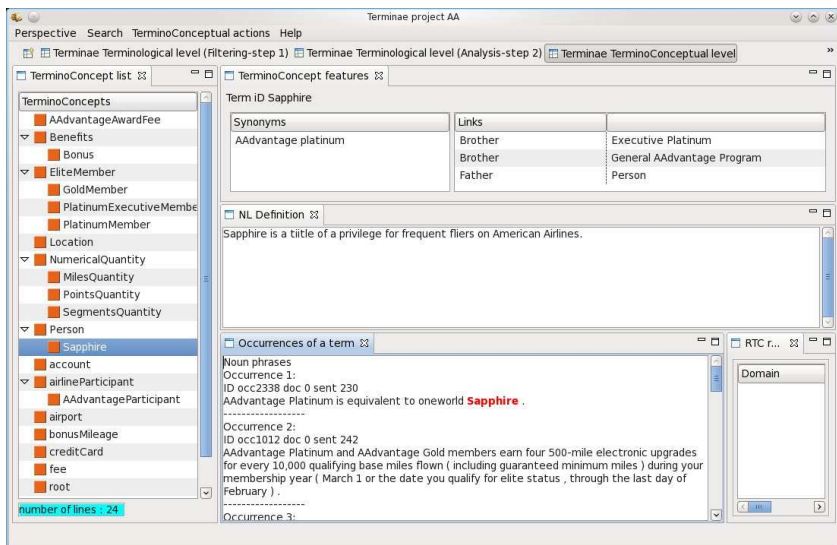 Terminae project AA
Perspective Search TerminoConceptual actions Help
Terminae Terminological level (Filtering-step 1) Terminae Terminological level (Analysis-step 2) Terminae TerminoConceptual level »
TerminoConcept list
TerminoConcepts
AAdvantageAwardFee
Benefits
Bonus
EliteMember
GoldMember
PlatinumExecutiveMembe
PlatinumMember
Location
NumericalQuantity
MilesQuantity
PointsQuantity
SegmentsQuantity
Person
Sapphire
account
airlineParticipant
AAdvantageParticipant
airport
bonusMileage
creditCard
fee
root
number of lines : 24
TerminoConcept features
Term iD Sapphire
Synonyms
AAdvantage platinum
Links
Brother Executive Platinum
Brother General AAdvantage Program
Father Person
NL Definition
Sapphire is a tiitle of a privilege for frequent fliers on American Airlines.
Occurrences of a term
Noun phrases
Occurrence 1:
ID occ2338 doc 0 sent 230
AAdvantage Platinum is equivalent to oneworld Sapphire .
------------------
Occurrence 2:
ID occ1012 doc 0 sent 242
AAdvantage Platinum and AAdvantage Gold members earn four 500-mile electronic upgrades
for every 10,000 qualifying base miles flown ( including guaranteed minimum miles ) during your
membership year ( March 1 or the date you qualify for elite status , through the last day of
February ) .
------------------
Occurrence 3:
RTC r...
Domain